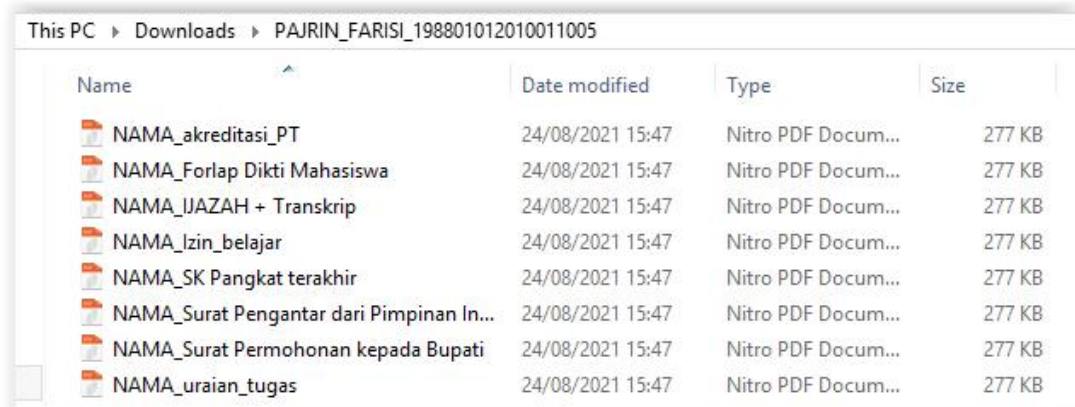 This PC ▸ Downloads ▸ PAJRIN_FARISI_198801012010011005
Name Date modified Type Size
NAMA_akreditasi_PT 24/08/2021 15:47 Nitro PDF Docum... 277 KB
NAMA_Forlap Dikti Mahasiswa 24/08/2021 15:47 Nitro PDF Docum... 277 KB
NAMA_IJAZAH + Transkrip 24/08/2021 15:47 Nitro PDF Docum... 277 KB
NAMA_Izin_belajar 24/08/2021 15:47 Nitro PDF Docum... 277 KB
NAMA_SK Pangkat terakhir 24/08/2021 15:47 Nitro PDF Docum... 277 KB
NAMA_Surat Pengantar dari Pimpinan In... 24/08/2021 15:47 Nitro PDF Docum... 277 KB
NAMA_Surat Permohonan kepada Bupati 24/08/2021 15:47 Nitro PDF Docum... 277 KB
NAMA_uraian_tugas 24/08/2021 15:47 Nitro PDF Docum... 277 KB